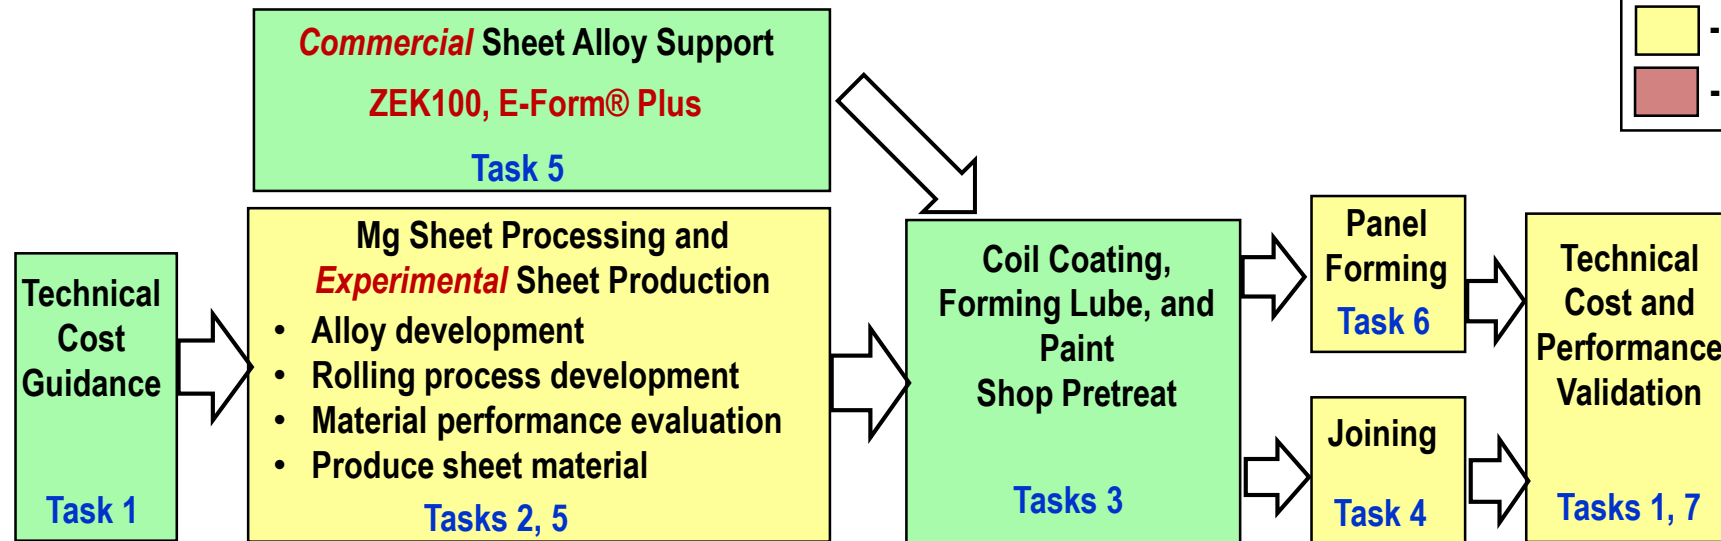 Commercial Sheet Alloy Support
ZEK100, E-Form® Plus
Task 5
-
-
Technical
Cost
Guidance
Task 1
Mg Sheet Processing and
Experimental Sheet Production
• Alloy development
• Rolling process development
• Material performance evaluation
• Produce sheet material
Tasks 2, 5
Coil Coating,
Forming Lube, and
Paint
Shop Pretreat
Tasks 3
Panel
Forming
Task 6
Joining
Task 4
Technical
Cost and
Performance
Validation
Tasks 1, 7